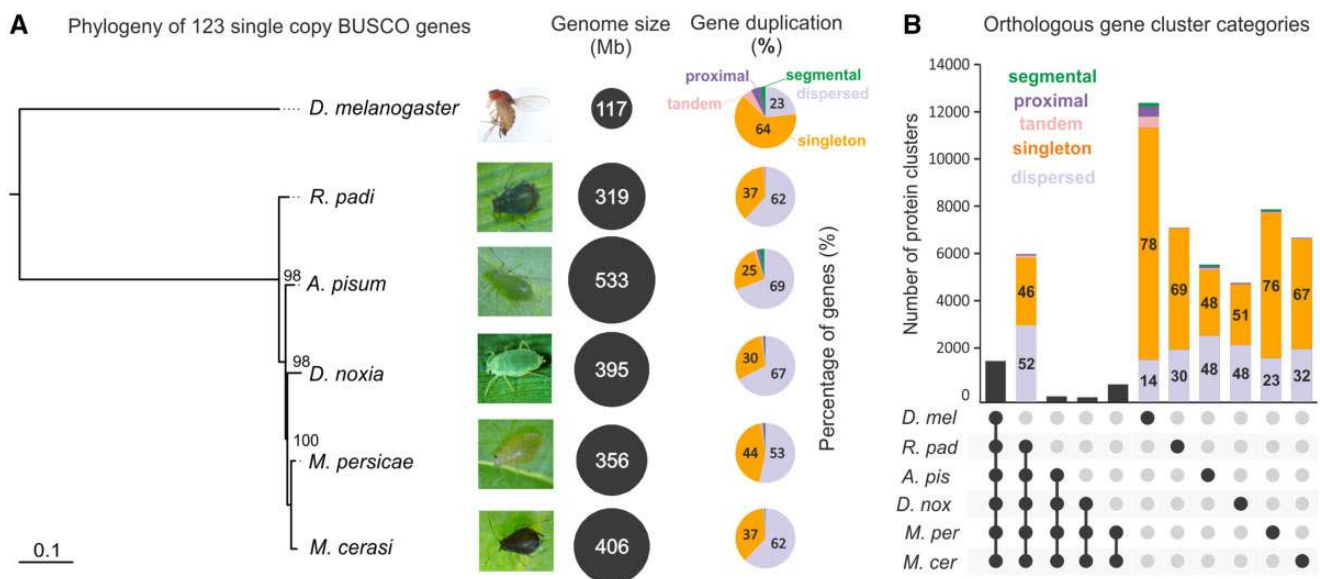 A Phylogeny of 123 single copy BUSCO genes
Genome size
(Mb)
Gene duplication
(%)
proximal
segmental
tandem
dispersed
singleton
D. melanogaster
117
23
64
R. padi
319
37
62
98
A. pisum
533
25
69
98
D. noxia
395
30
67
100
M. persicae
356
44
53
M. cerasi
406
37
62
0.1
Percentage of genes (%)
B Orthologous gene cluster categories
Number of protein clusters
14000
12000
14000
10000
8000
6000
4000
2000
0
segmental
proximal
tandem
singleton
dispersed
46
52
78
14
69
30
48
48
51
48
76
23
67
32
D. mel
R. pad
A. pis
D. nox
M. per
M. cer